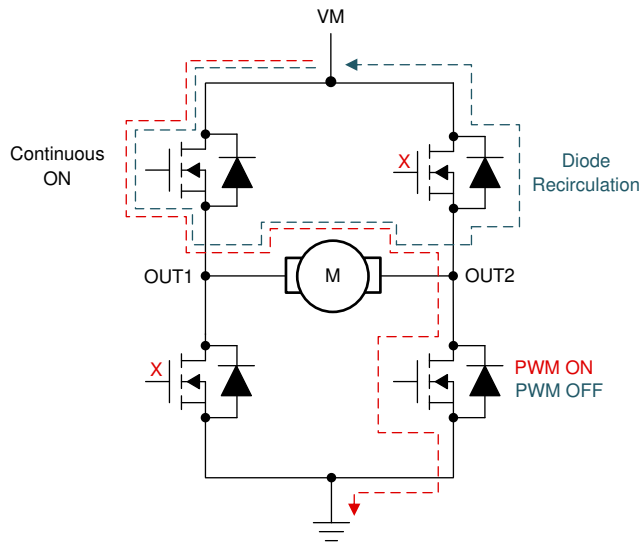 VM
Continuous
ON
X
Diode
Recirculation
OUT1
M
OUT2
X
PWM ON
PWM OFF